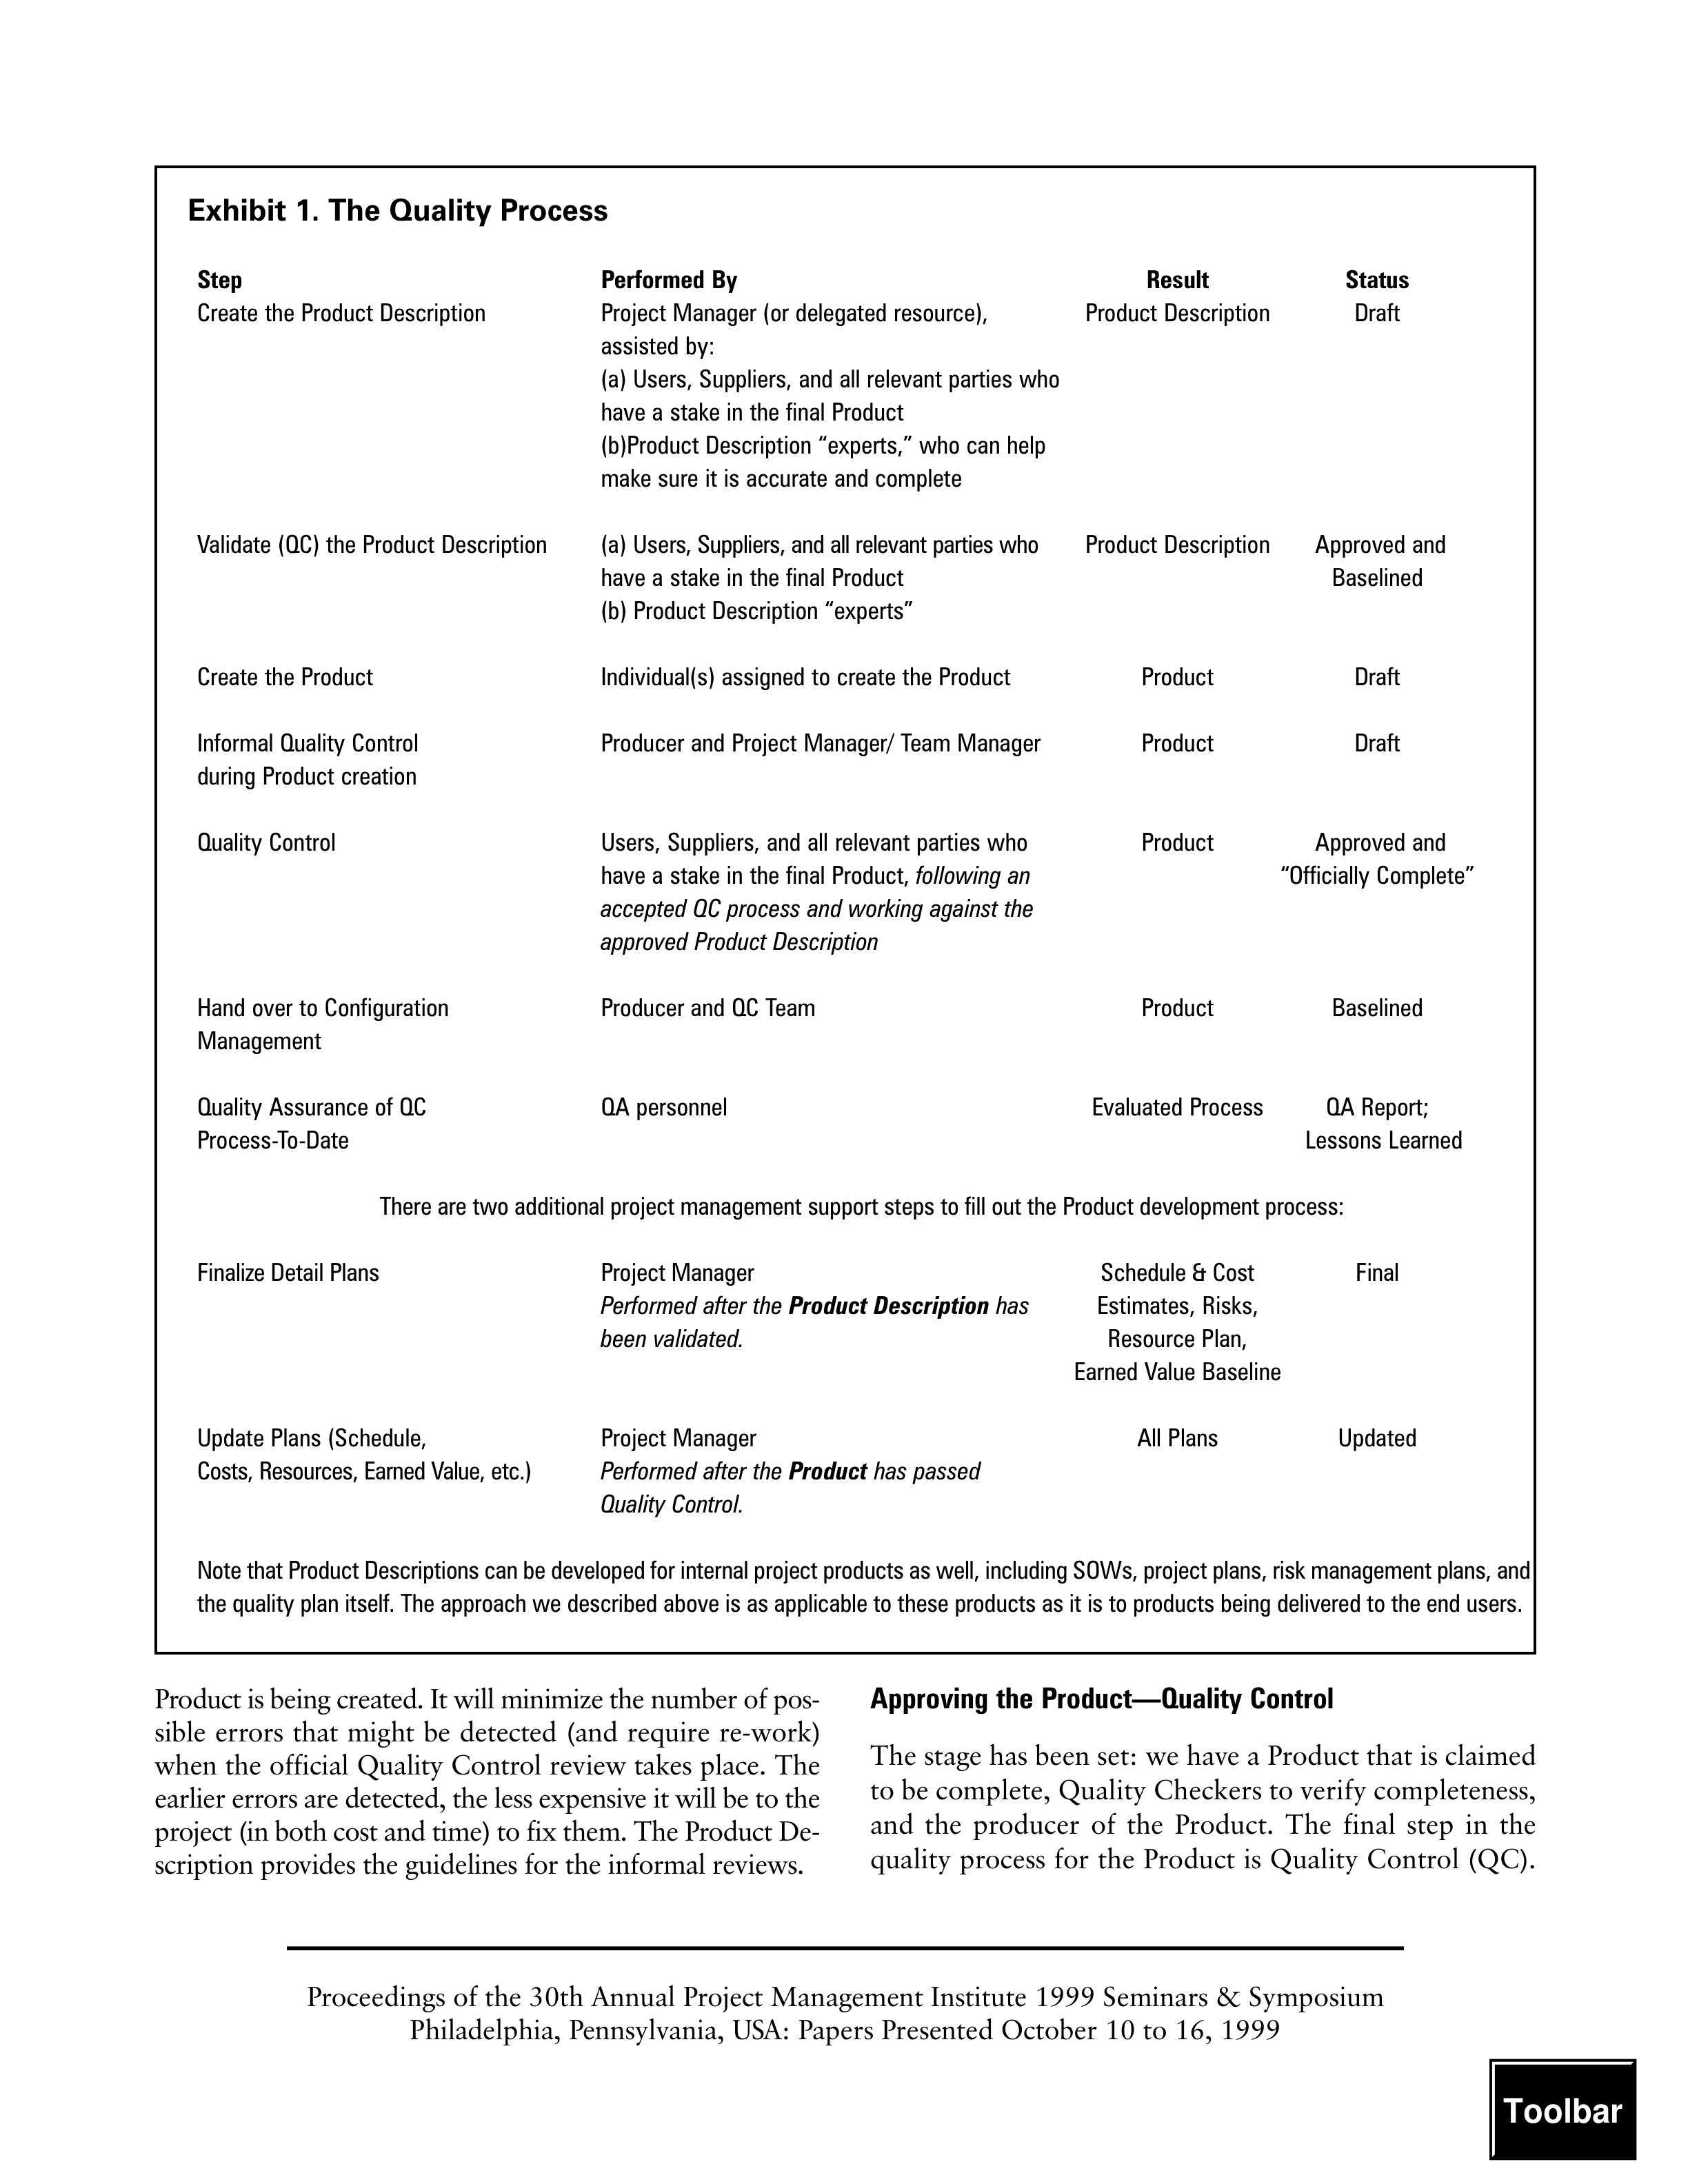 Exhibit 1. The Quality Process
Step Performed By Result Status
Create the Product Description Project Manager (or delegated resource), Product Description Draft
assisted by:
(a) Users, Suppliers, and all relevant parties who
have a stake in the final Product
(b)Product Description “experts,” who can help
make sure it is accurate and complete
Validate (QC) the Product Description (a) Users, Suppliers, and all relevant parties who Product Description Approved and
have a stake in the final Product Baselined
(b) Product Description “experts”
Create the Product Individual(s) assigned to create the Product Product Draft
Informal Quality Control Producer and Project Manager/ Team Manager Product Draft
during Product creation
Quality Control Users, Suppliers, and all relevant parties who Product Approved and
have a stake in the final Product, following an “Officially Complete”
accepted QC process and working against the
approved Product Description
Hand over to Configuration Producer and QC Team Product Baselined
Management
Quality Assurance of QC QA personnel Evaluated Process QA Report;
Process-To-Date Lessons Learned
There are two additional project management support steps to fill out the Product development process:
Finalize Detail Plans Project Manager Schedule & Cost Final
Performed after the Product Description has Estimates, Risks,
been validated. Resource Plan,
Earned Value Baseline
Update Plans (Schedule, Project Manager All Plans Updated
Costs, Resources, Earned Value, etc.) Performed after the Product has passed
Quality Control.
Note that Product Descriptions can be developed for internal project products as well, including SOWs, project plans, risk management plans, and
the quality plan itself. The approach we described above is as applicable to these products as it is to products being delivered to the end users.
Product is being created. It will minimize the number of pos-
sible errors that might be detected (and require re-work)
when the official Quality Control review takes place. The
earlier errors are detected, the less expensive it will be to the
project (in both cost and time) to fix them. The Product De-
scription provides the guidelines for the informal reviews.
Approving the Product—Quality Control
The stage has been set: we have a Product that is claimed
to be complete, Quality Checkers to verify completeness,
and the producer of the Product. The final step in the
quality process for the Product is Quality Control (QC).
Proceedings of the 30th Annual Project Management Institute 1999 Seminars & Symposium
Philadelphia, Pennsylvania, USA: Papers Presented October 10 to 16, 1999
Toolbar